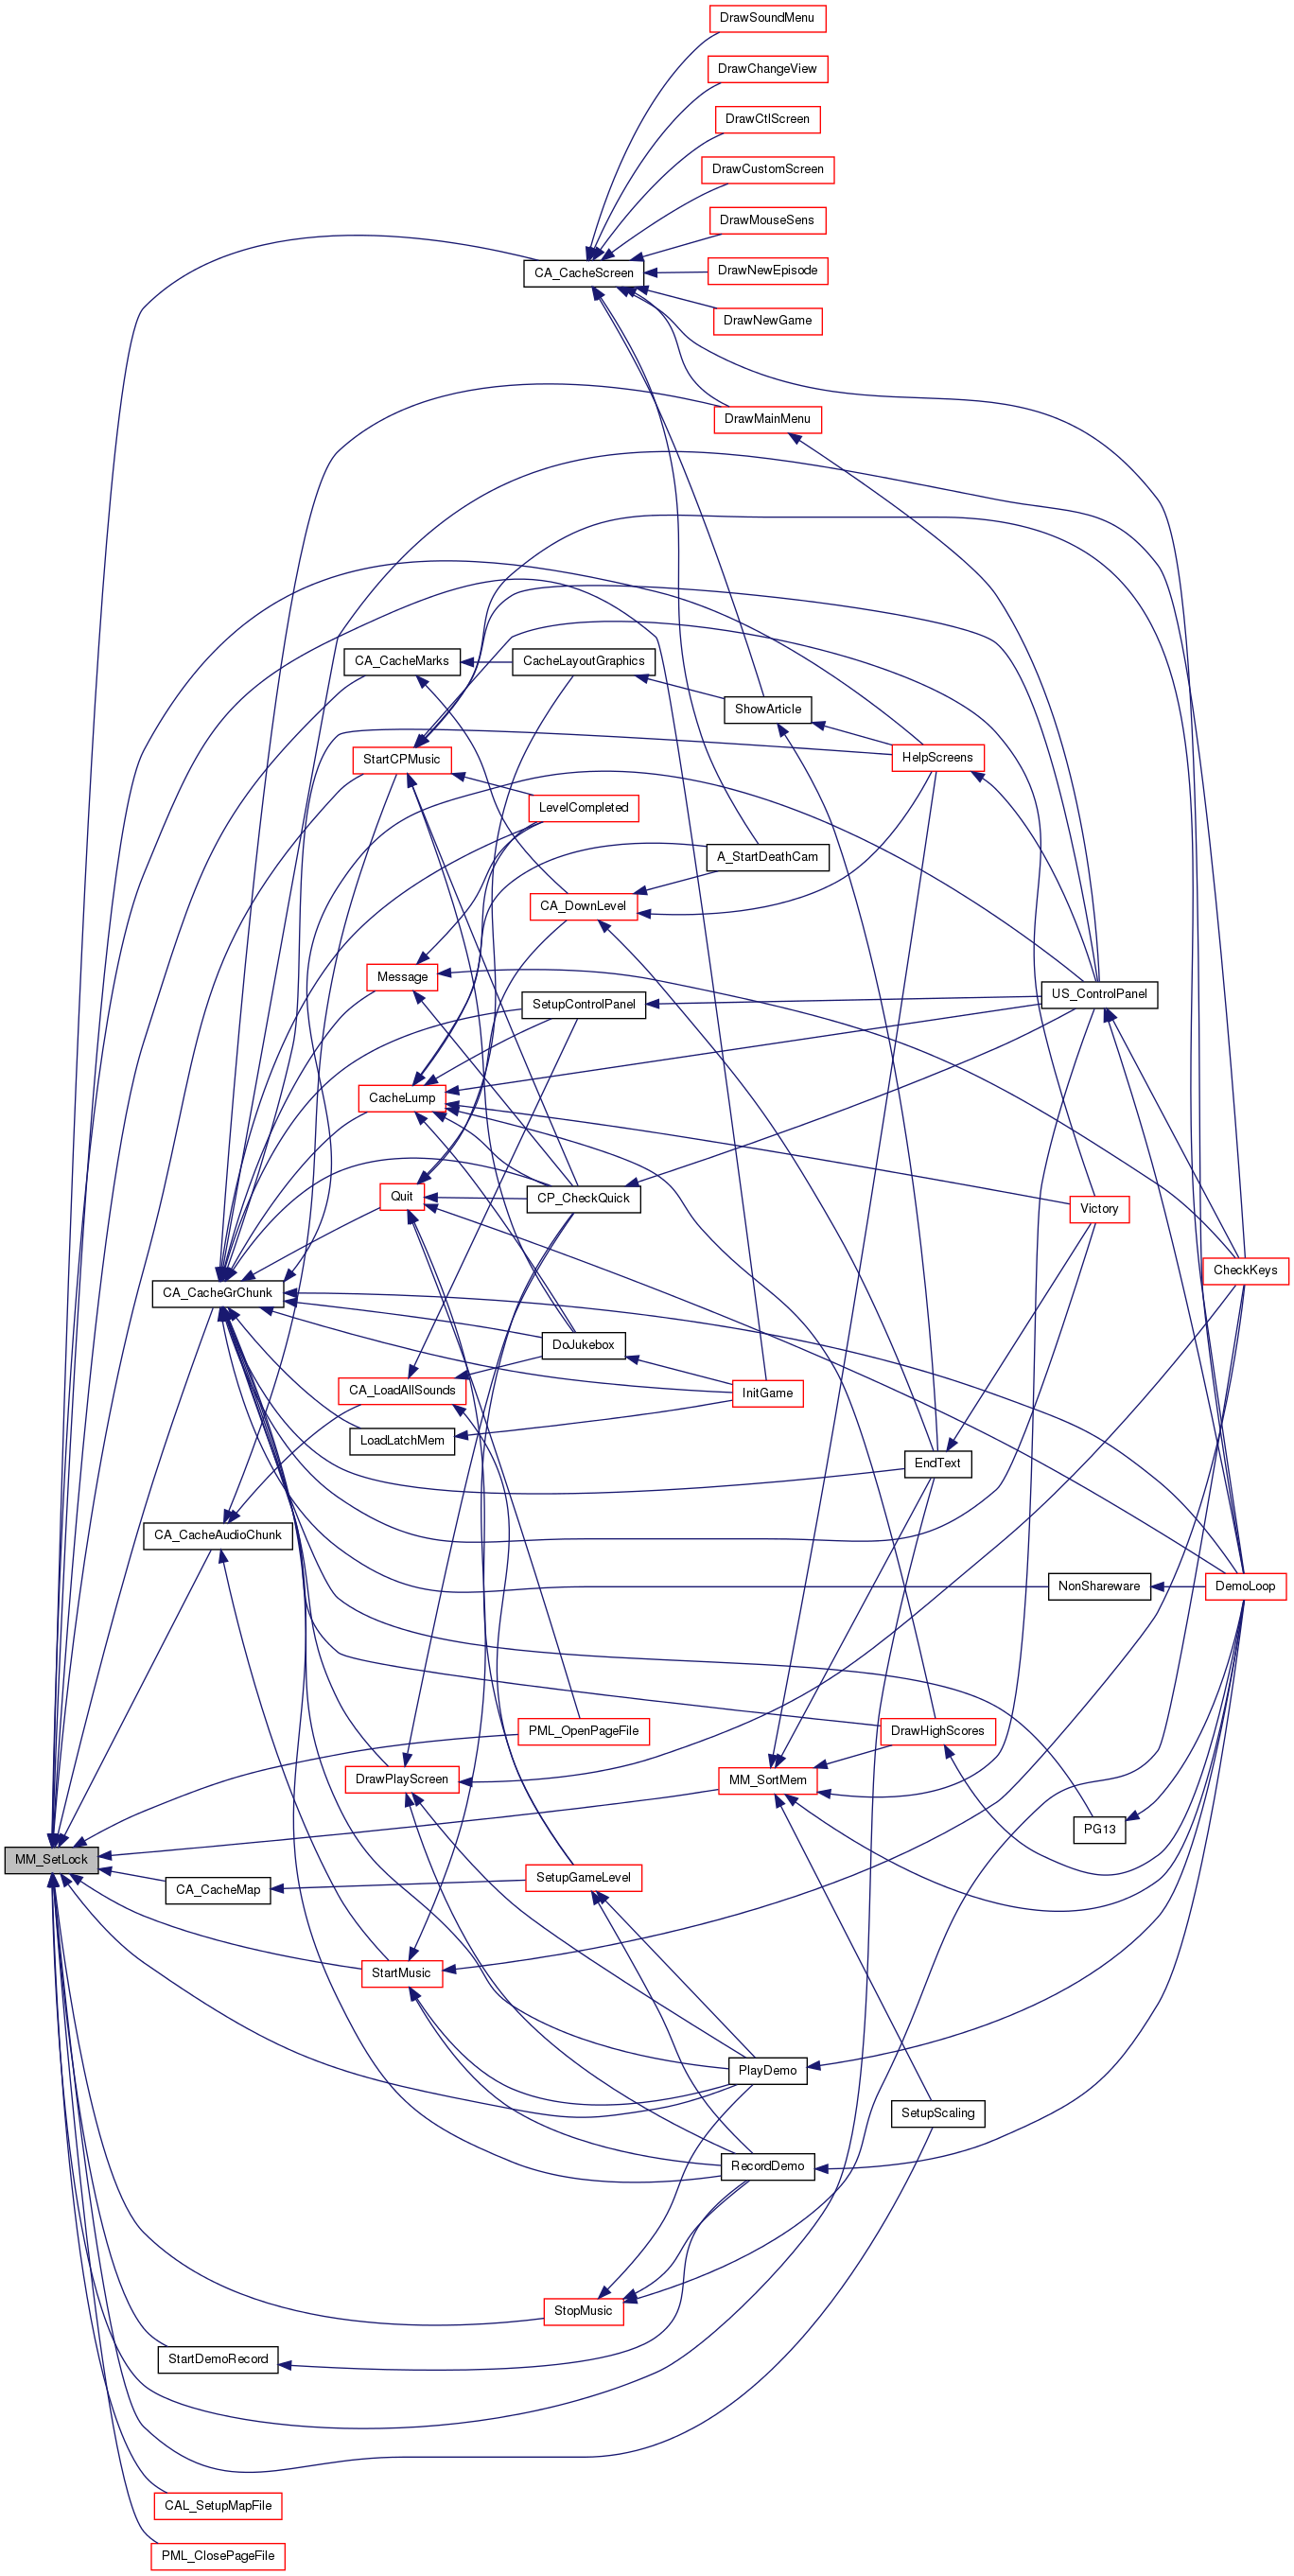 DrawSoundMenu
DrawChangeView
DrawCtlScreen
DrawCustomScreen
DrawMouseSens
CA_CacheScreen
DrawNewEpisode
DrawNewGame
DrawMainMenu
CA_CacheMarks
CacheLayoutGraphics
ShowArticle
StartCPMusic
HelpScreens
LevelCompleted
A_StartDeathCam
CA_DownLevel
Message
US_ControlPanel
SetupControlPanel
CacheLump
Quit
CP_CheckQuick
Victory
CheckKeys
CA_CacheGrChunk
DoJukebox
CA_LoadAllSounds
InitGame
LoadLatchMem
EndText
CA_CacheAudioChunk
NonShareware
DemoLoop
PML_OpenPageFile
DrawHighScores
DrawPlayScreen
MM_SortMem
PG13
MM_SetLock
CA_CacheMap
SetupGameLevel
StartMusic
PlayDemo
SetupScaling
RecordDemo
StopMusic
StartDemoRecord
CAL_SetupMapFile
PML_ClosePageFile